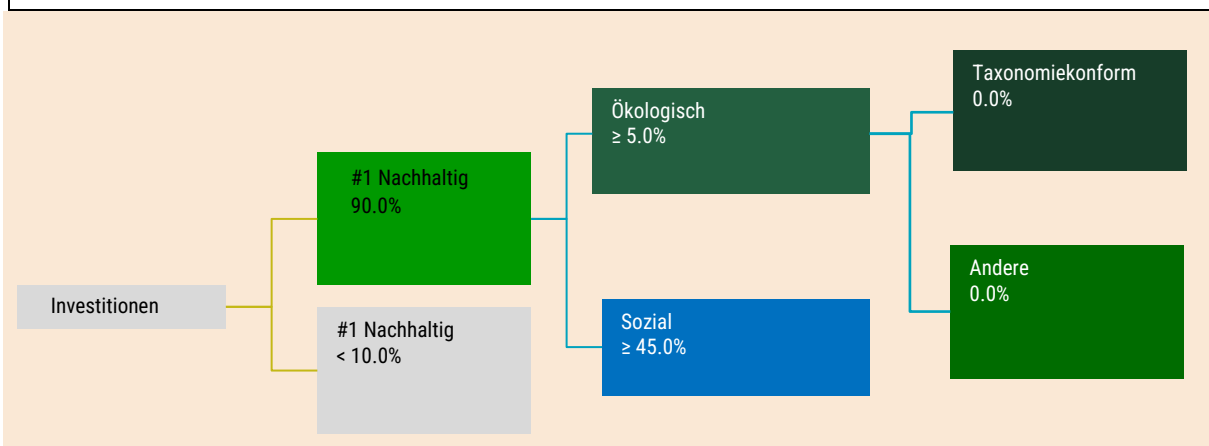 Investitionen
#1 Nachhaltig
90.0%
#1 Nachhaltig
< 10.0%
Ökologisch
≥ 5.0%
Sozial
≥ 45.0%
Taxonomiekonform
0.0%
Andere
0.0%